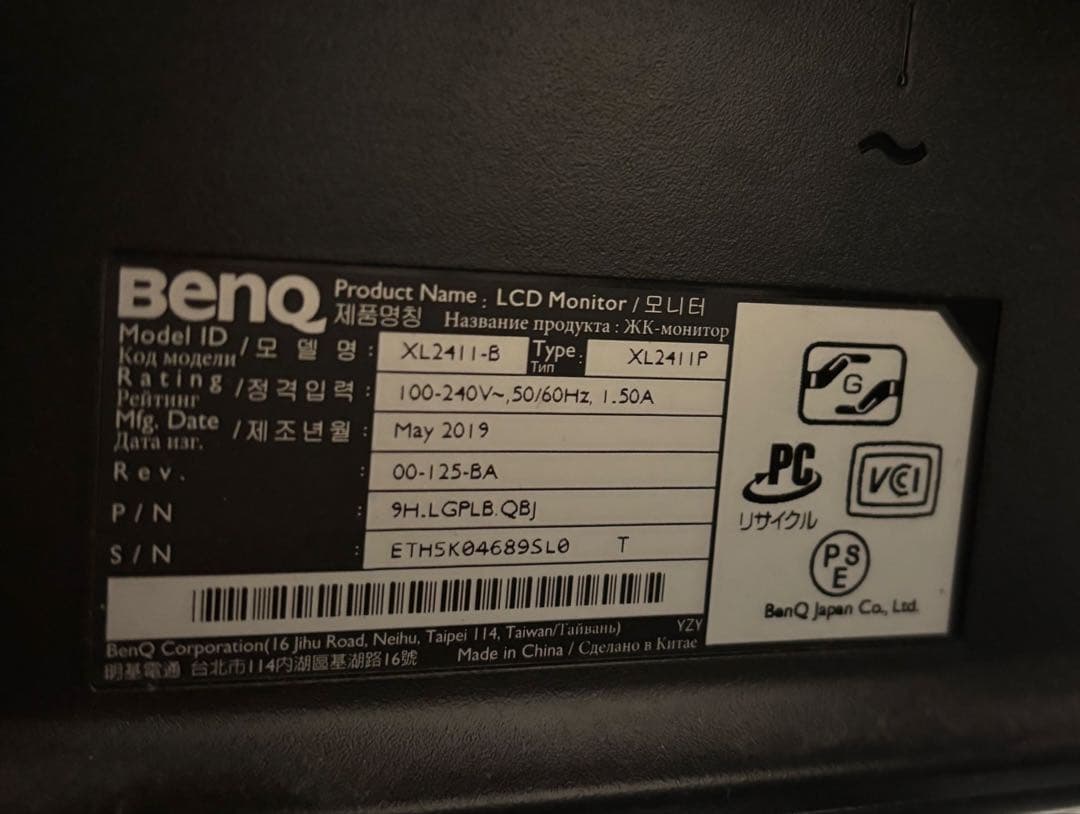 BenQ Product Name : LCD Monitor / 모니터
제품명칭 Название продукта : ЖК-монитор
Model ID / 모 델 명 : XL2411-B Type : XL2411P
Код модели Тип
Rating / 정격입력 : 100-240V~,50/60Hz, 1.50A
Рейтинг
Mfg. Date / 제조년월 : May 2019
Дата изг.
Rev. : 00-125-BA
P/N : 9H.LGPLB.QBJ
S/N : ETH5K04689SL0 T
BenQ Corporation(16 Jihu Road, Neihu, Taipei 114, Taiwan/Тайвань) YZY
明基電通 台北市114內湖區基湖路16號 Made in China / Сделано в Китае
G
PC
リサイクル
VCCI
PSE
BenQ Japan Co., Ltd.
~